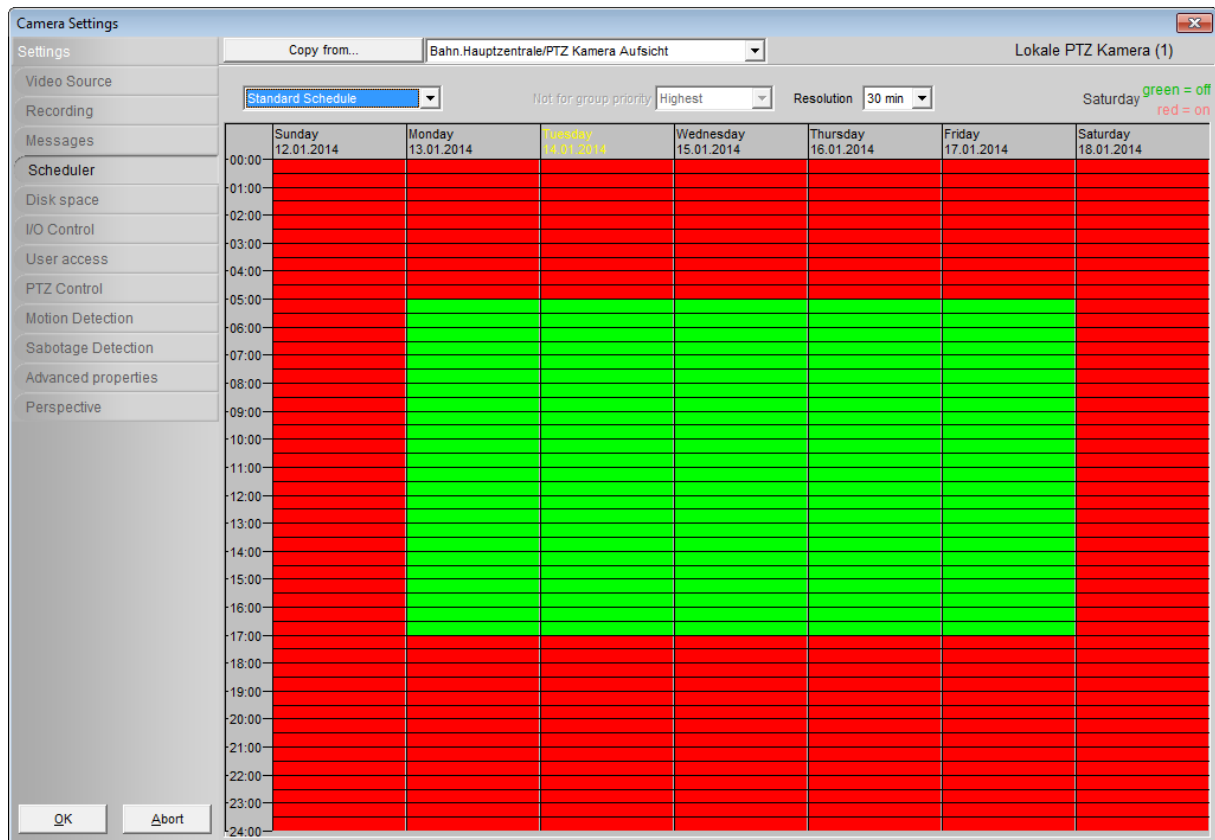 Camera Settings
Settings
Copy from...
Bahn.Hauptzentrale/PTZ Kamera Aufsicht
Lokale PTZ Kamera (1)
Video Source
Recording
Messages
Scheduler
Disk space
I/O Control
User access
PTZ Control
Motion Detection
Sabotage Detection
Advanced properties
Perspective
Standard Schedule
Not for group priority
Highest
Resolution
30 min
Saturday
green = off
red = on
Sunday
12.01.2014
Monday
13.01.2014
Tuesday
14.01.2014
Wednesday
15.01.2014
Thursday
16.01.2014
Friday
17.01.2014
Saturday
18.01.2014
00:00
01:00
02:00
03:00
04:00
05:00
06:00
07:00
08:00
09:00
10:00
11:00
12:00
13:00
14:00
15:00
16:00
17:00
18:00
19:00
20:00
21:00
22:00
23:00
24:00
OK
Abort